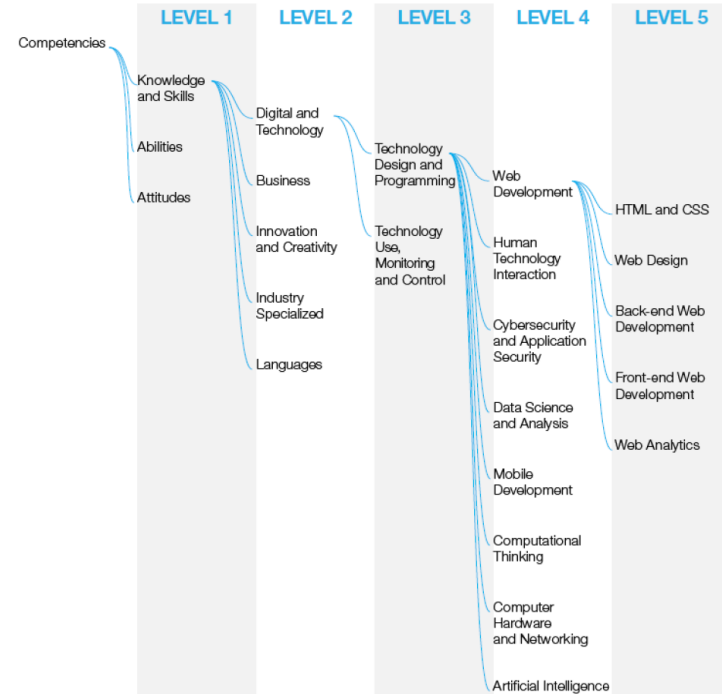 LEVEL 1
LEVEL 2
LEVEL 3
LEVEL 4
LEVEL 5
Competencies
Knowledge
and Skills
Abilities
Attitudes
Digital and
Technology
Business
Innovation
and Creativity
Industry
Specialized
Languages
Technology
Design and
Programming
Technology
Use,
Monitoring
and Control
Web
Development
Human
Technology
Interaction
Cybersecurity
and Application
Security
Data Science
and Analysis
Mobile
Development
Computational
Thinking
Computer
Hardware
and Networking
Artificial Intelligence
HTML and CSS
Web Design
Back-end Web
Development
Front-end Web
Development
Web Analytics